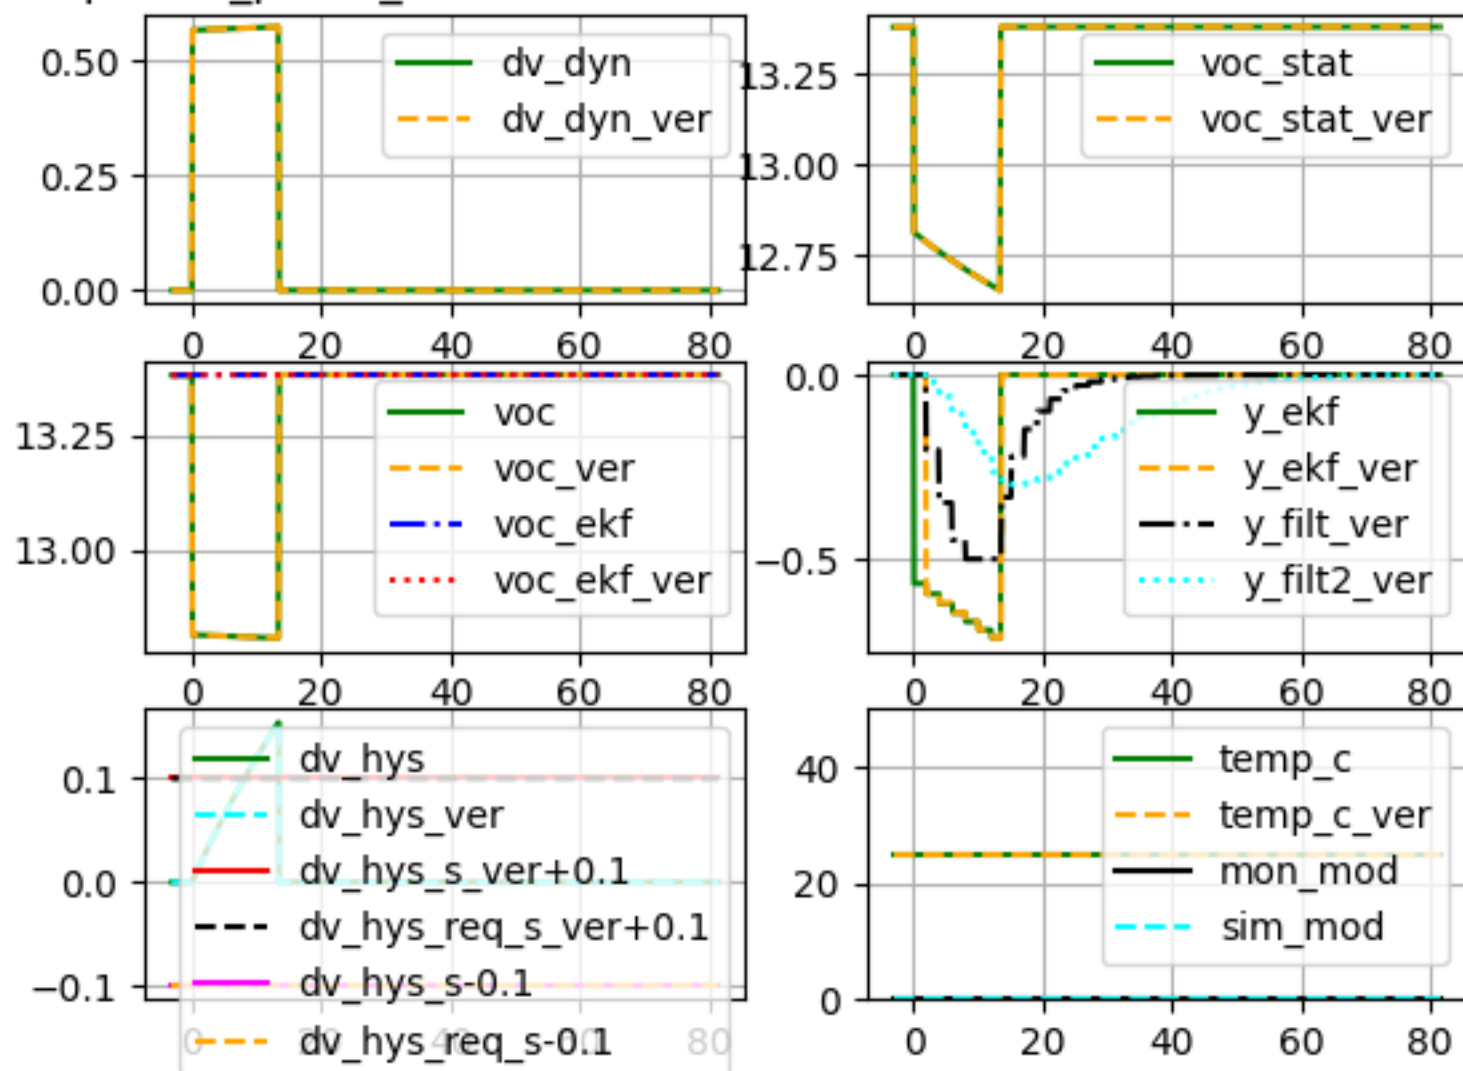 0.50
0.25
0.00
dv_dyn
dv_dyn_ver
0 20 40 60 80
13.25
13.00
12.75
voc_stat
voc_stat_ver
0 20 40 60 80
13.25
13.00
voc
voc_ver
voc_ekf
voc_ekf_ver
0 20 40 60 80
0.0
−0.5
y_ekf
y_ekf_ver
y_filt_ver
y_filt2_ver
0 20 40 60 80
0.1
0.0
−0.1
dv_hys
dv_hys_ver
dv_hys_s_ver+0.1
dv_hys_req_s_ver+0.1
dv_hys_s-0.1
dv_hys_req_s-0.1
0 40 80
40
20
0
temp_c
temp_c_ver
mon_mod
sim_mod
0 20 40 60 80